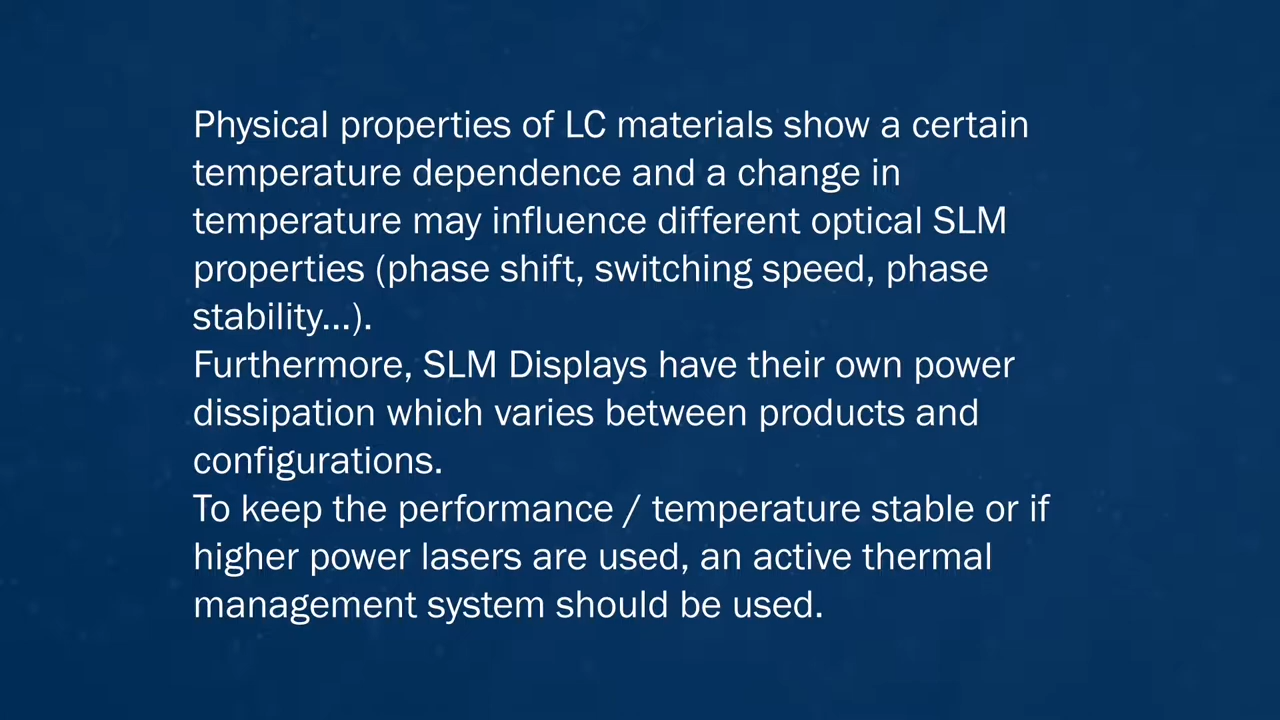 Physical properties of LC materials show a certain
temperature dependence and a change in
temperature may influence different optical SLM
properties (phase shift, switching speed, phase
stability...).
Furthermore, SLM Displays have their own power
dissipation which varies between products and
configurations.
To keep the performance / temperature stable or if
higher power lasers are used, an active thermal
management system should be used.